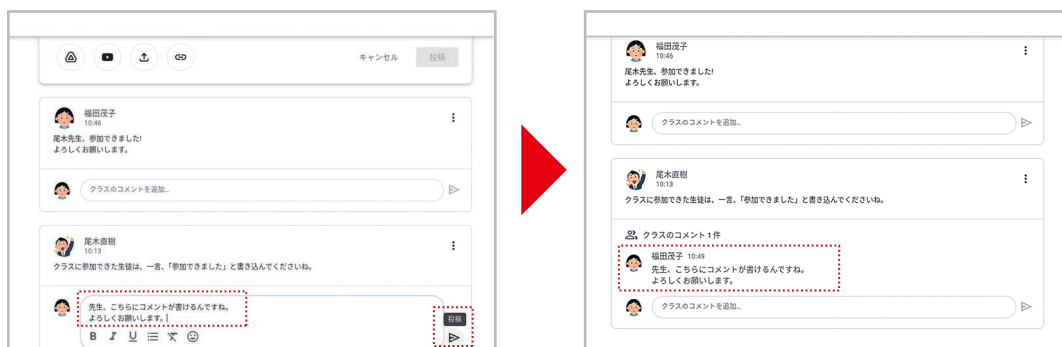 キャンセル
投稿
福田茂子
10:46
尾木先生、参加できました!
よろしくお願いします。
クラスのコメントを追加...
尾木直樹
10:13
クラスに参加できた生徒は、一言、「参加できました」と書き込んでくださいね。
先生、こちらにコメントが書けるんですね。
よろしくお願いします。
投稿
B I U
福田茂子
10:46
尾木先生、参加できました!
よろしくお願いします。
クラスのコメントを追加...
尾木直樹
10:13
クラスに参加できた生徒は、一言、「参加できました」と書き込んでくださいね。
クラスのコメント 1 件
福田茂子 10:49
先生、こちらにコメントが書けるんですね。
よろしくお願いします。
クラスのコメントを追加...